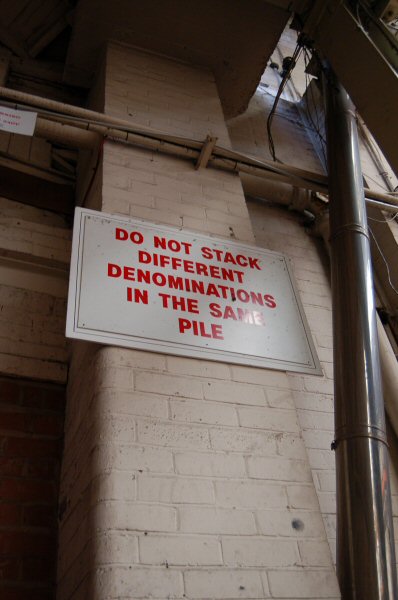 DO NOT STACK
DIFFERENT
DENOMINATIONS
IN THE SAME
PILE